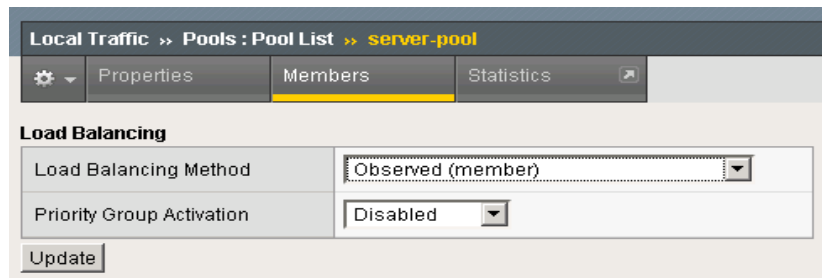 Local Traffic » Pools : Pool List » server-pool
Properties Members Statistics
Load Balancing
Load Balancing Method Observed (member)
Priority Group Activation Disabled
Update